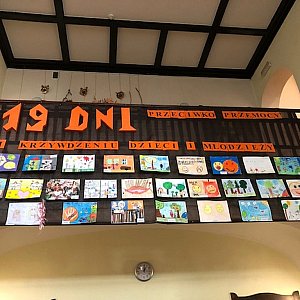 19 DNI PRZECIWKO PRZEMOCY
I KRZYWDZENIU DZIECI I MŁODZIEŻY